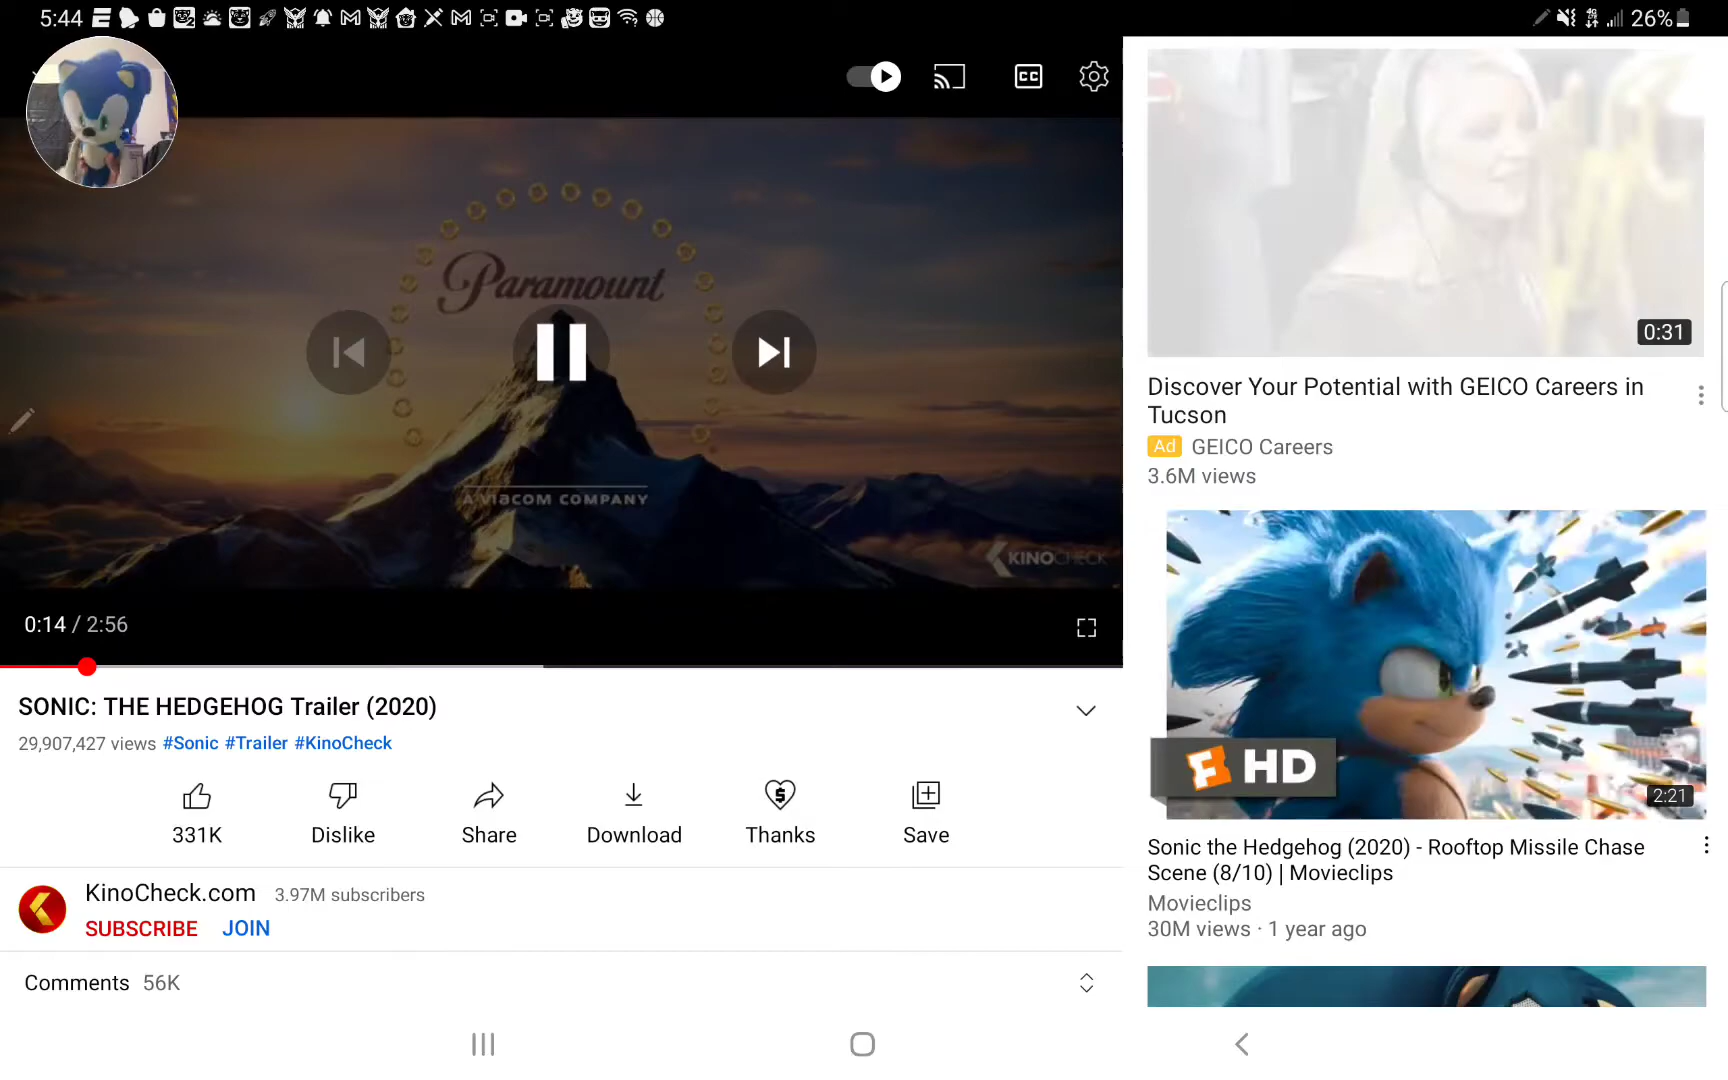 5:44
26%
CC
Paramount
A VIACOM COMPANY
KINOCHECK
0:14 / 2:56
SONIC: THE HEDGEHOG Trailer (2020)
29,907,427 views #Sonic #Trailer #KinoCheck
331K
Dislike
Share
Download
Thanks
Save
KinoCheck.com 3.97M subscribers
SUBSCRIBE JOIN
Comments 56K
0:31
Discover Your Potential with GEICO Careers in
Tucson
Ad GEICO Careers
3.6M views
HD
2:21
Sonic the Hedgehog (2020) - Rooftop Missile Chase
Scene (8/10) | Movieclips
Movieclips
30M views · 1 year ago